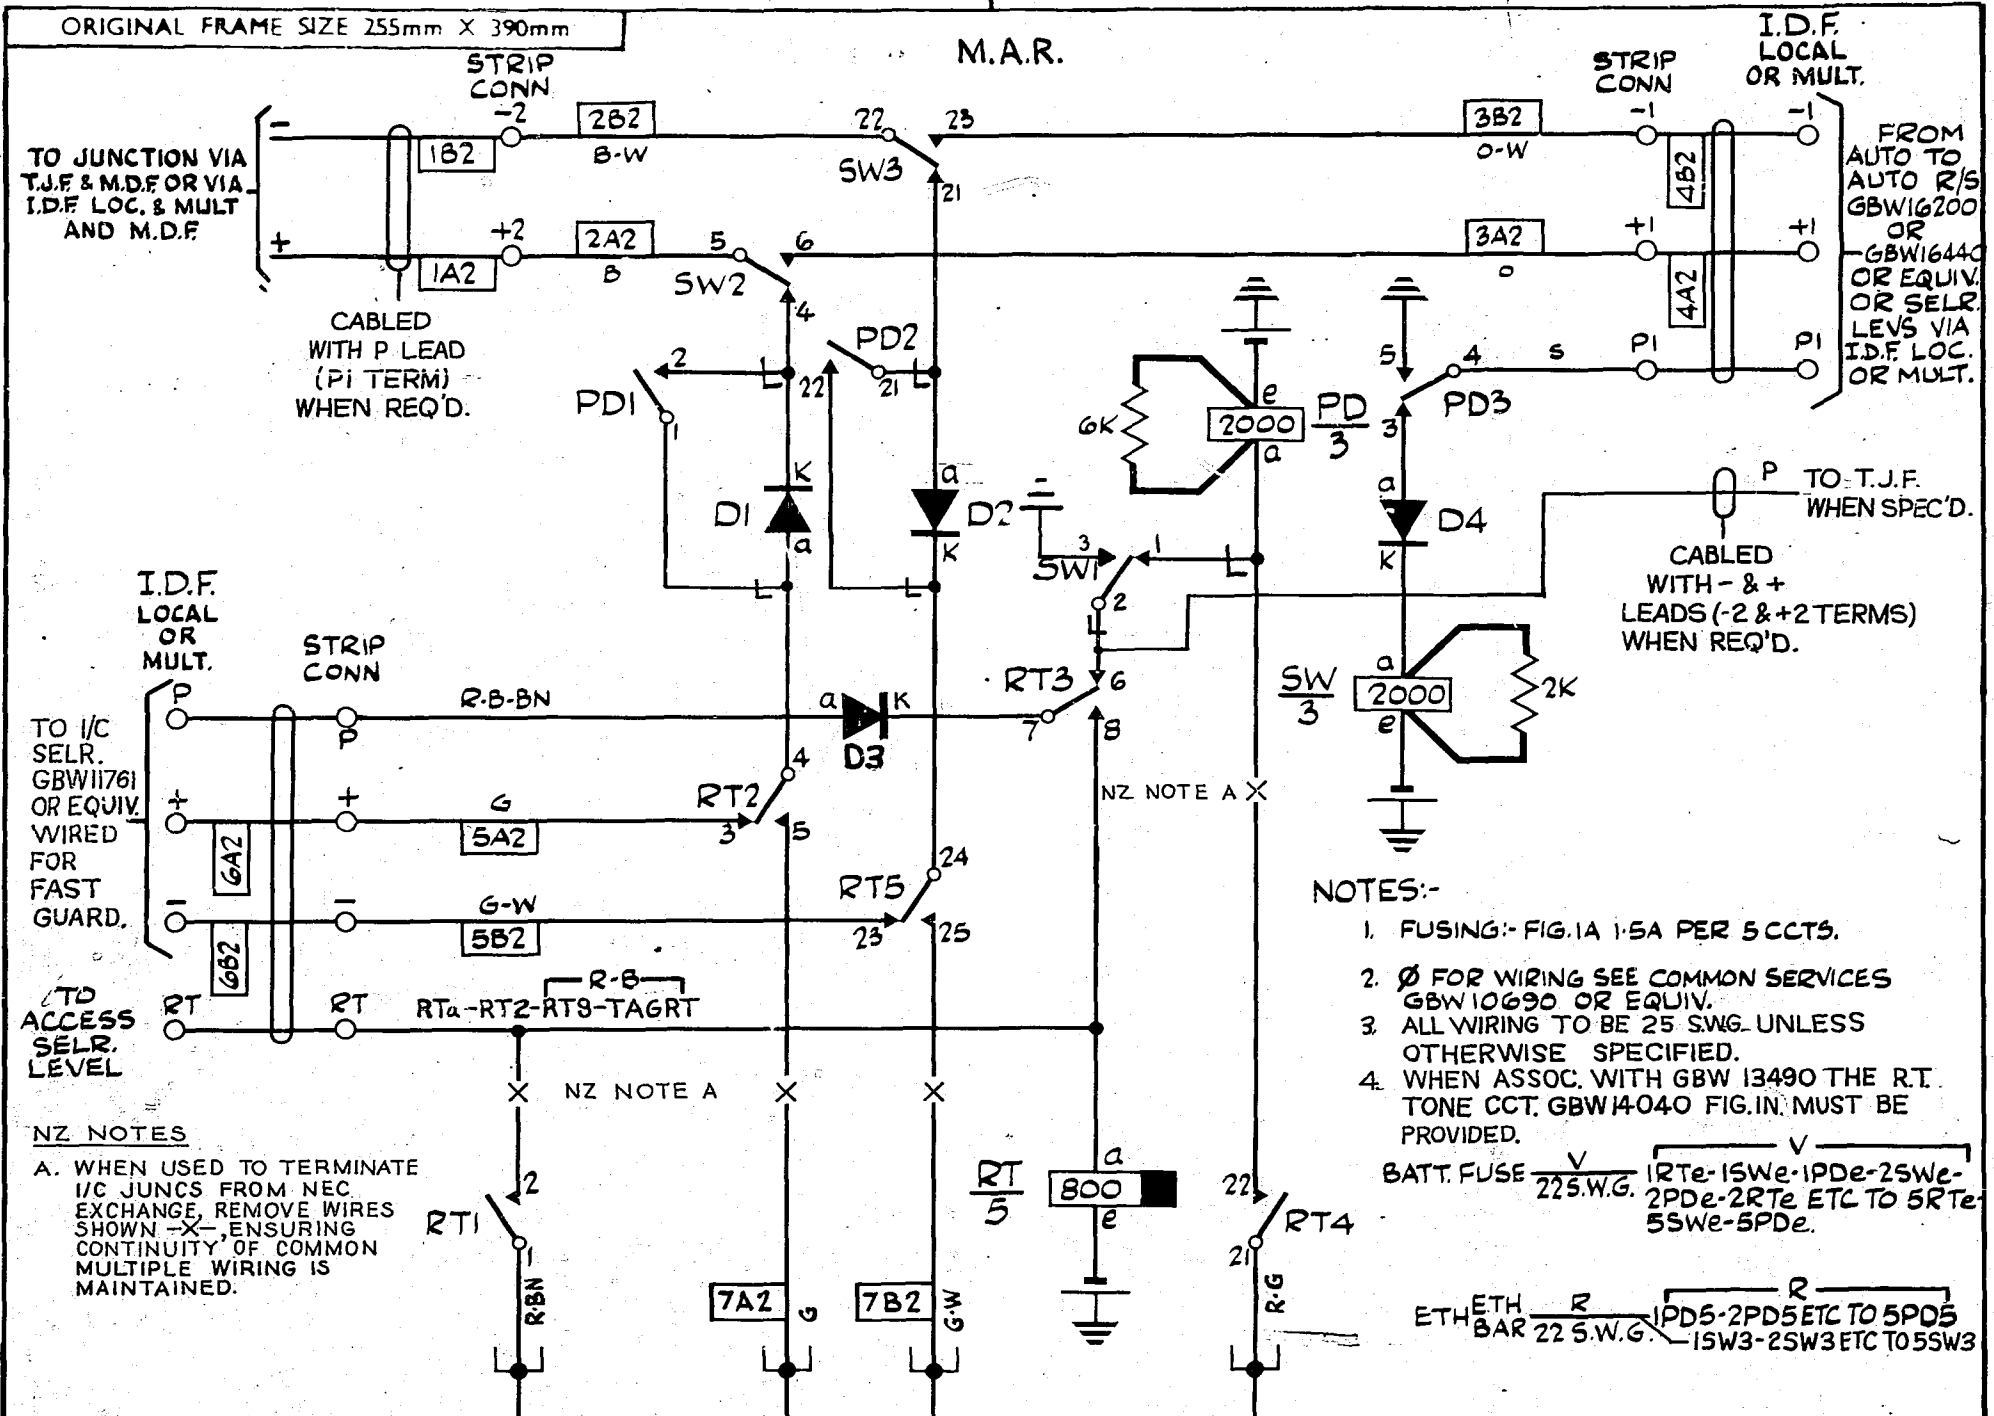 ORIGINAL FRAME SIZE 255mm X 390mm
M.A.R.
I.D.F.
LOCAL
OR MULT.
STRIP
CONN
STRIP
CONN
-2
2B2
B-W
22
23
SW3
21
3B2
O-W
-1
-1
1B2
4B2
TO JUNCTION VIA
T.J.F. & M.D.F. OR VIA
I.D.F. LOC. & MULT
AND M.D.F.
-
+
+2
2A2
B
5
6
SW2
4
3A2
O
+1
+1
1A2
4A2
FROM
AUTO TO
AUTO R/S
GBW16200
OR
GBW16440
OR EQUIV.
OR SELR.
LEVS VIA
I.D.F. LOC.
OR MULT.
CABLED
WITH P LEAD
(P1 TERM)
WHEN REQ'D.
PD1
2
1
PD2
22
21
6K
e
2000
a
PD
3
5
4
S
P1
P1
PD3
3
K
D1
a
a
D2
K
3
SW1
1
2
a
D4
K
P
TO T.J.F.
WHEN SPEC'D.
CABLED
WITH - & +
LEADS (-2 & +2 TERMS)
WHEN REQ'D.
I.D.F.
LOCAL
OR
MULT.
STRIP
CONN
P
P
R-B-BN
a
K
D3
RT3
6
7
8
SW
3
a
2000
e
2K
TO I/C
SELR.
GBW11761
OR EQUIV.
WIRED
FOR
FAST
GUARD.
+
+
G
5A2
6A2
RT2
4
3
5
NZ NOTE A X
-
-
G-W
5B2
6B2
RT5
24
23
25
TO
ACCESS
SELR.
LEVEL
RT
RT
R-B
RTa-RT2-RT8-TAGRT
X NZ NOTE A X X
NOTES:-
1. FUSING:- FIG.1A 1.5A PER 5 CCTS.
2. Ø FOR WIRING SEE COMMON SERVICES
GBW 10690 OR EQUIV.
3. ALL WIRING TO BE 25 S.W.G. UNLESS
OTHERWISE SPECIFIED.
4. WHEN ASSOC. WITH GBW 13490 THE R.T.
TONE CCT. GBW14040 FIG.IN. MUST BE
PROVIDED.
NZ NOTES
A. WHEN USED TO TERMINATE
I/C JUNCS FROM NEC
EXCHANGE, REMOVE WIRES
SHOWN -X-, ENSURING
CONTINUITY OF COMMON
MULTIPLE WIRING IS
MAINTAINED.
2
RT1
1
R-BN
7A2
G
7B2
G-W
RT
5
a
800
e
22
RT4
21
R-G
V
BATT. FUSE V 1RTe-1SWe-1PDe-2SWe-
22 S.W.G. 2PDe-2RTe ETC TO 5RTe-
5SWe-5PDe.
R
ETH ETH R 1PD5-2PD5 ETC TO 5PD5
BAR 22 S.W.G. 1SW3-2SW3 ETC TO 5SW3